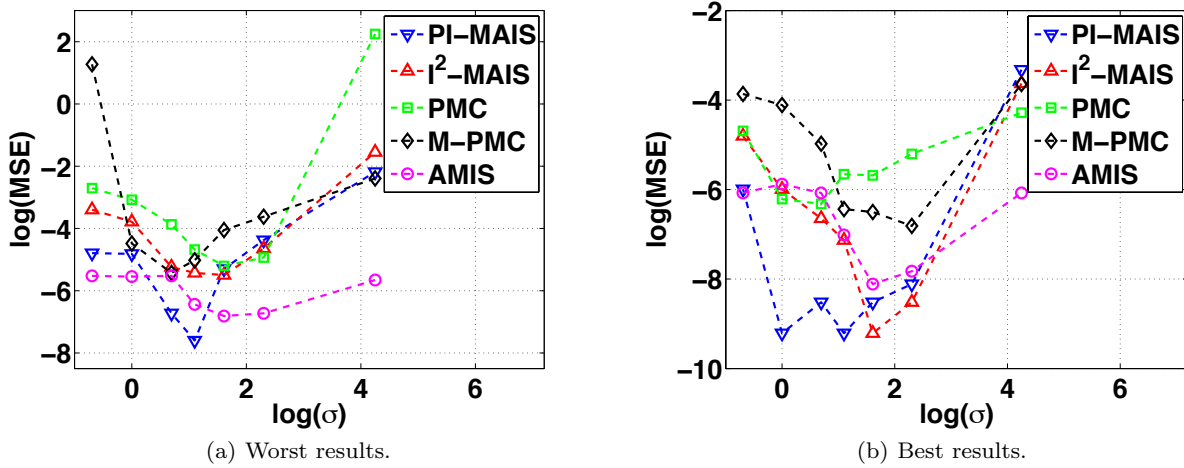 2
0
−2
−4
−6
−8
log(MSE)
0
2
4
6
log(σ)
PI−MAIS
I²−MAIS
PMC
M−PMC
AMIS
(a) Worst results.
−2
−4
−6
−8
−10
log(MSE)
0
2
4
6
log(σ)
PI−MAIS
I²−MAIS
PMC
M−PMC
AMIS
(b) Best results.